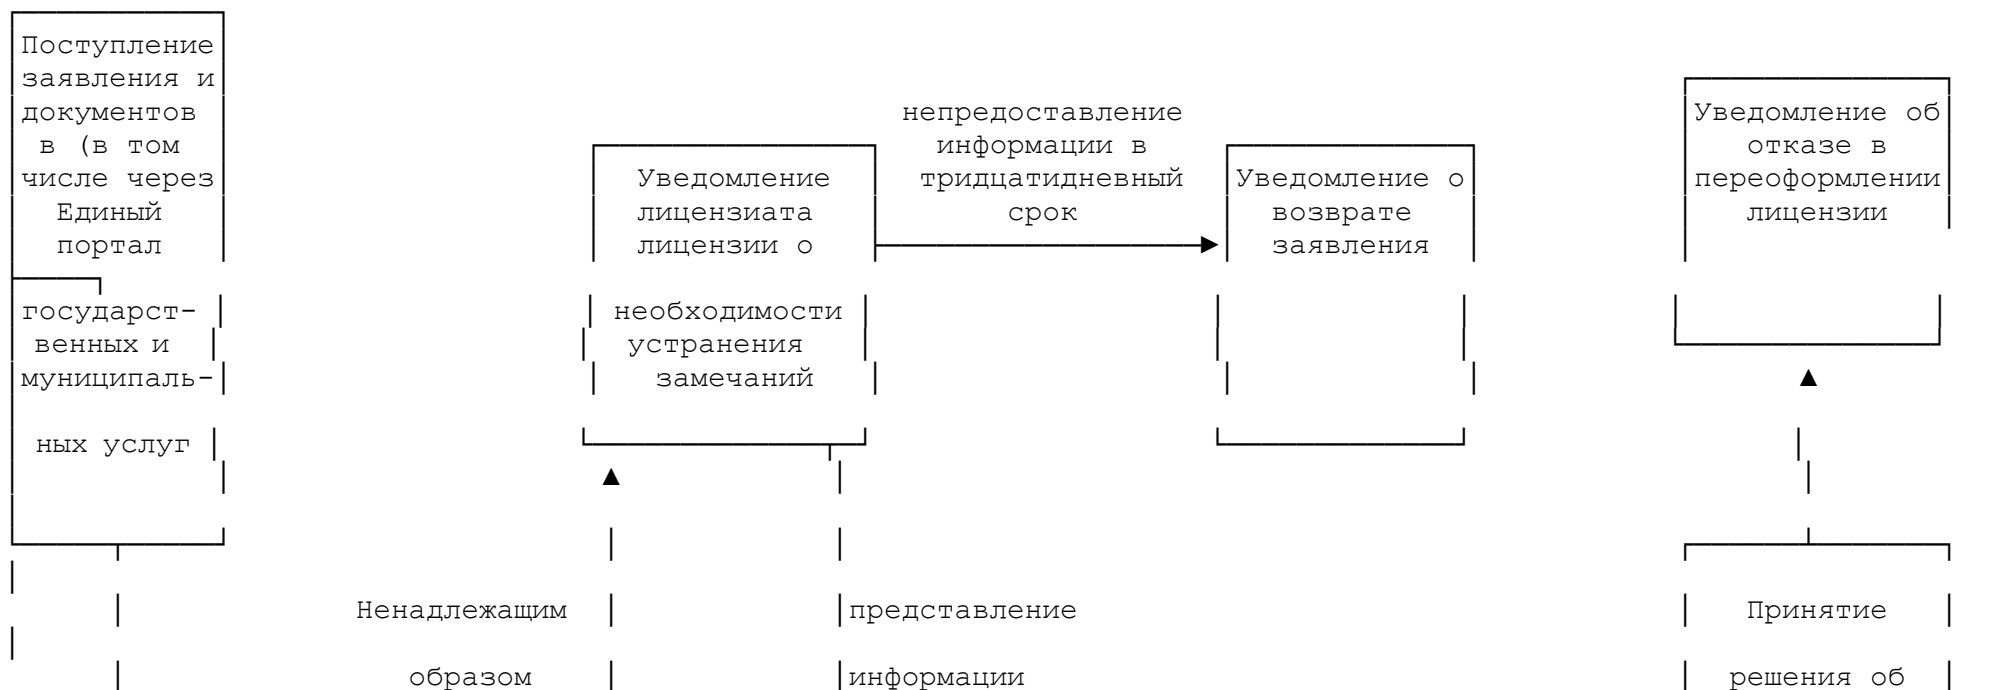 Поступление
заявления и
документов
в (в том
числе через
Единый
портал
государст-
венных и
муниципаль-
ных услуг
Уведомление
лицензиата
лицензии о
необходимости
устранения
замечаний
непредоставление
информации в
тридцатидневный
срок
Уведомление о
возврате
заявления
Уведомление об
отказе в
переоформлении
лицензии
Ненадлежащим
образом
представление
информации
Принятие
решения об